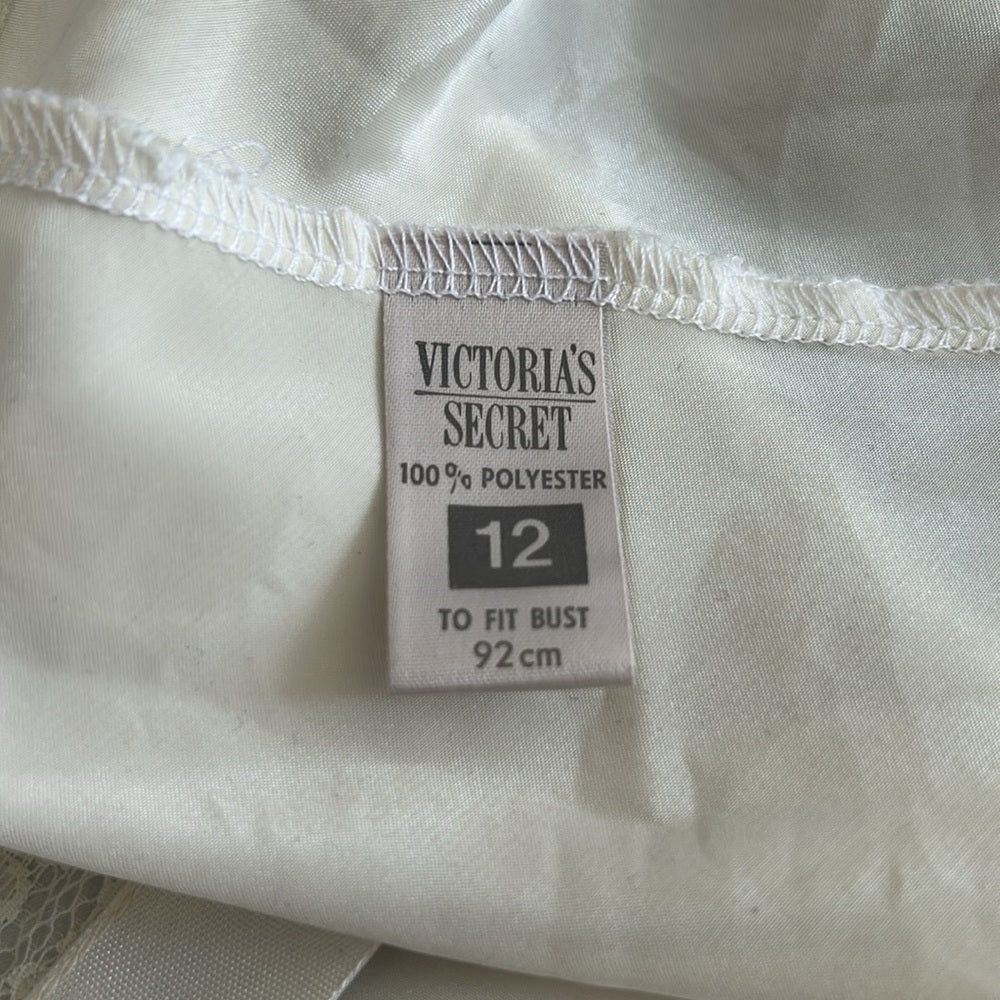 VICTORIA'S
SECRET
100% POLYESTER
12
TO FIT BUST
92cm